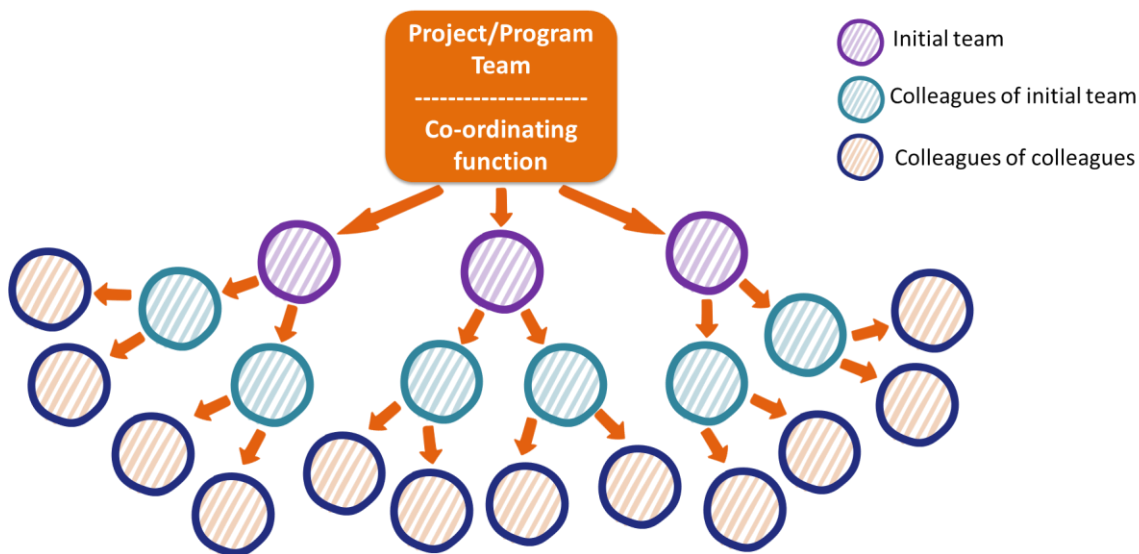 Project/Program
Team
----------------------
Co-ordinating
function
Initial team
Colleagues of initial team
Colleagues of colleagues